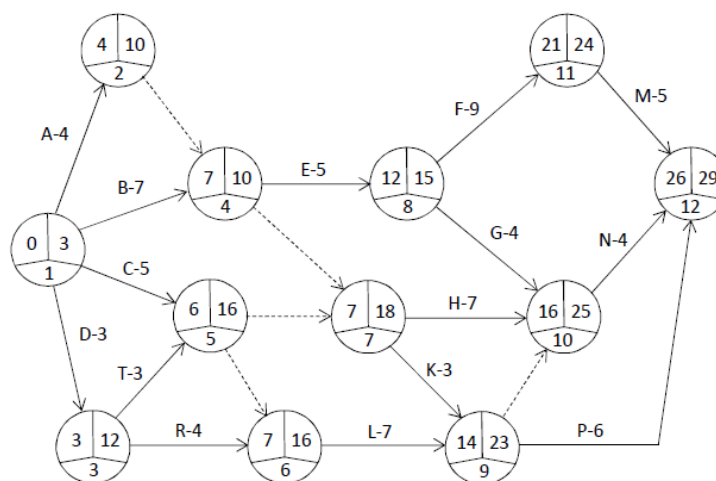 4 10
2
21 24
11
M-5
F-9
A-4
B-7
7 10
4
E-5
12 15
8
26 29
12
0 3
1
G-4
N-4
C-5
6 16
5
7 18
7
H-7
16 25
10
D-3
T-3
K-3
3 12
3
R-4
7 16
6
L-7
14 23
9
P-6